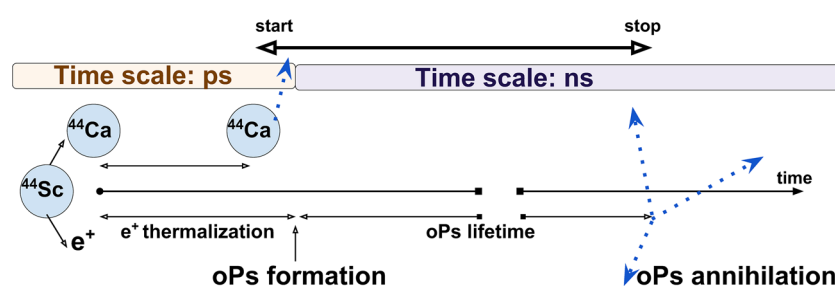 start stop
Time scale: ps Time scale: ns
⁴⁴Ca ⁴⁴Ca
⁴⁴Sc time
e⁺ e⁺ thermalization oPs lifetime
oPs formation oPs annihilation